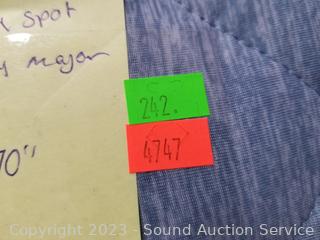 Spot
major
70"
242.
4747
Copyright 2023 - Sound Auction Service